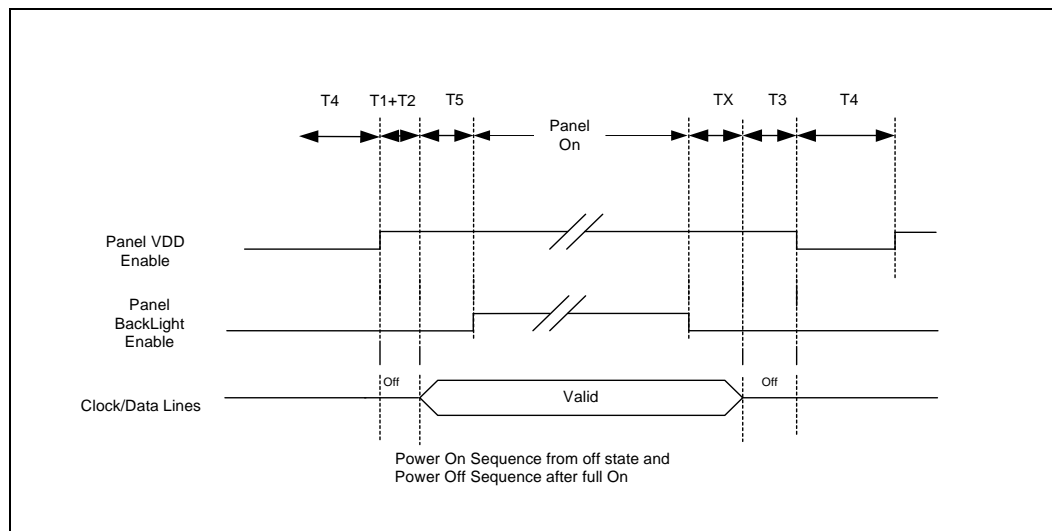 T4
T1+T2
T5
Panel
On
TX
T3
T4
Panel VDD
Enable
Panel
BackLight
Enable
Off
Off
Clock/Data Lines
Valid
Power On Sequence from off state and
Power Off Sequence after full On